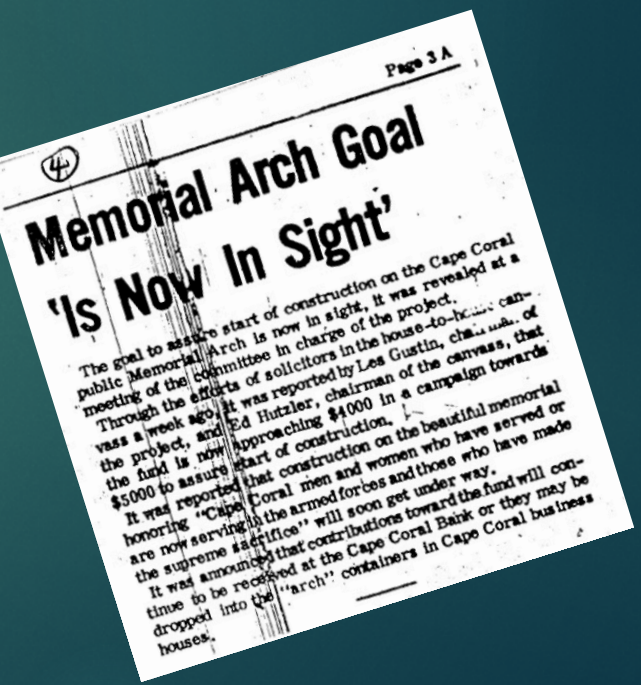 Page 3 A
4
Memorial Arch Goal
'Is Now In Sight'
The goal to assure start of construction on the Cape Coral
public Memorial Arch is now in sight, it was revealed at a
meeting of the committee in charge of the project.
Through the efforts of solicitors in the house-to-house can-
vass a week ago, it was reported by Les Gustin, chairman of
the project, and Ed Hutzler, chairman of the canvass, that
the fund is now approaching $4000 in a campaign towards
$5000 to assure start of construction.
It was reported that construction on the beautiful memorial
honoring "Cape Coral men and women who have served or
are now serving in the armed forces and those who have made
the supreme sacrifice" will soon get under way.
It was announced that contributions toward the fund will con-
tinue to be received at the Cape Coral Bank or they may be
dropped into the "arch" containers in Cape Coral business
houses.